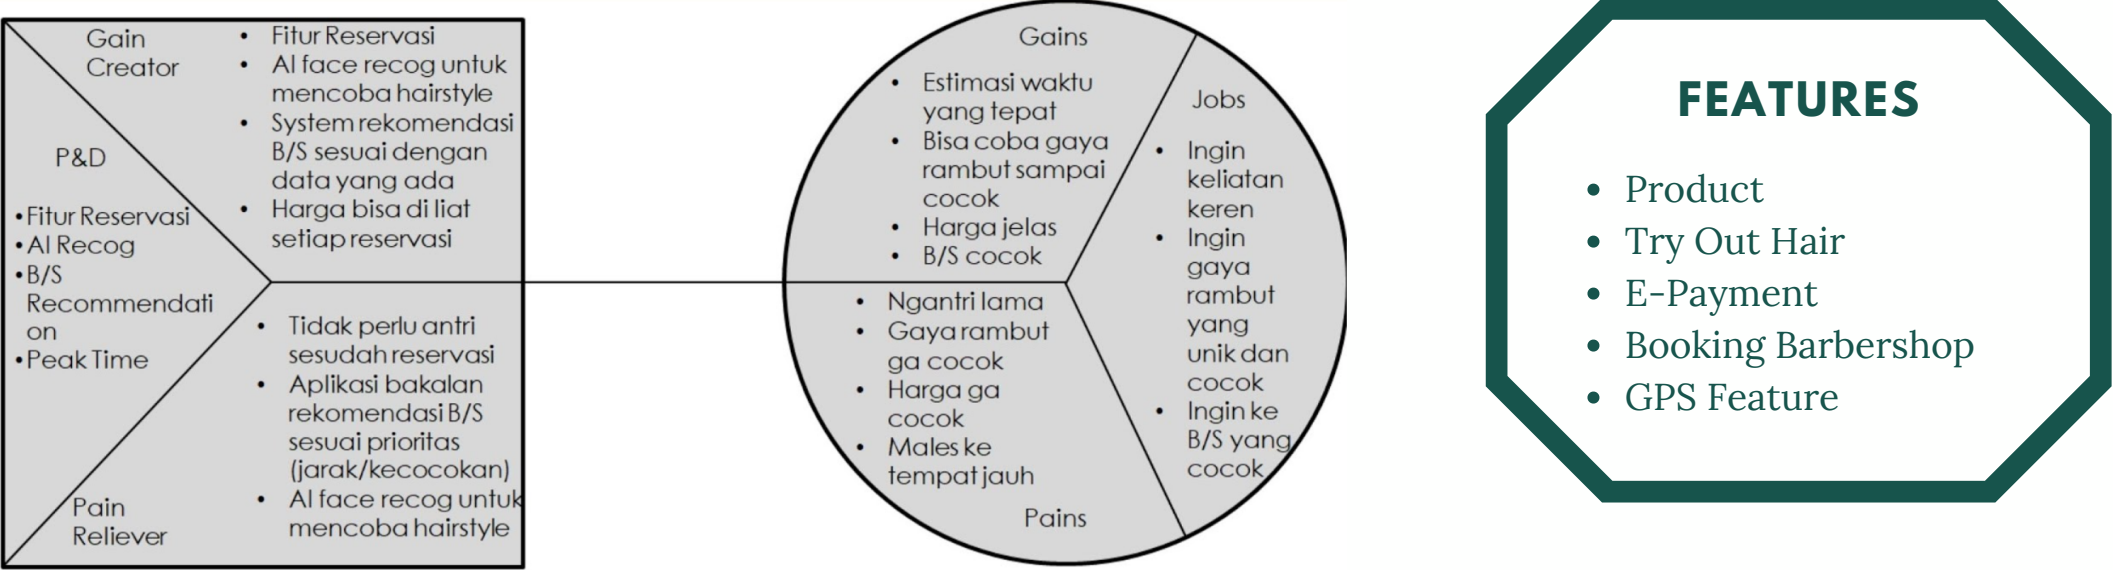 Gain
Creator
• Fitur Reservasi
• AI face recog untuk
mencoba hairstyle
• System rekomendasi
B/S sesuai dengan
data yang ada
• Harga bisa di liat
setiap reservasi
P&D
• Fitur Reservasi
• AI Recog
• B/S
Recommendati
on
• Peak Time
• Tidak perlu antri
sesudah reservasi
• Aplikasi bakalan
rekomendasi B/S
sesuai prioritas
(jarak/kecocokan)
• AI face recog untuk
mencoba hairstyle
Pain
Reliever
Gains
• Estimasi waktu
yang tepat
• Bisa coba gaya
rambut sampai
cocok
• Harga jelas
• B/S cocok
Jobs
• Ingin
keliatan
keren
• Ingin
gaya
rambut
yang
unik dan
cocok
• Ingin ke
B/S yang
cocok
• Ngantri lama
• Gaya rambut
ga cocok
• Harga ga
cocok
• Males ke
tempat jauh
Pains
FEATURES
• Product
• Try Out Hair
• E-Payment
• Booking Barbershop
• GPS Feature